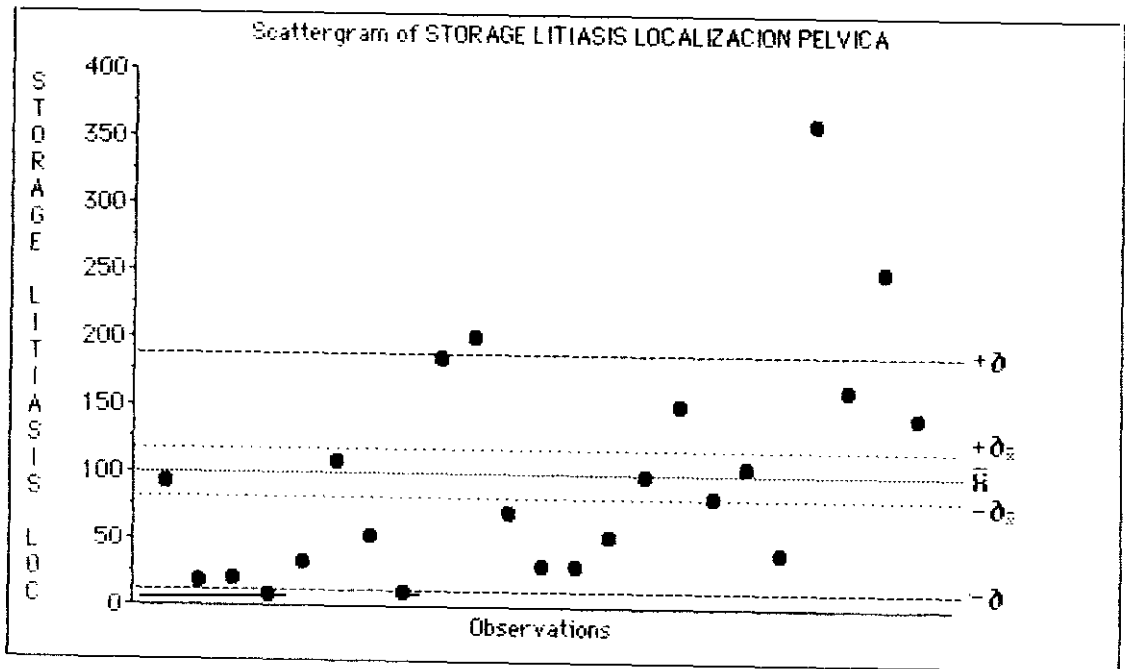 Scattergram of STORAGE LITIASIS LOCALIZACION PELVICA
STORAGE LITIASIS LOC
400
350
300
250
200
150
100
50
0
+∂
+∂x̄
x̄
-∂x̄
-∂
Observations